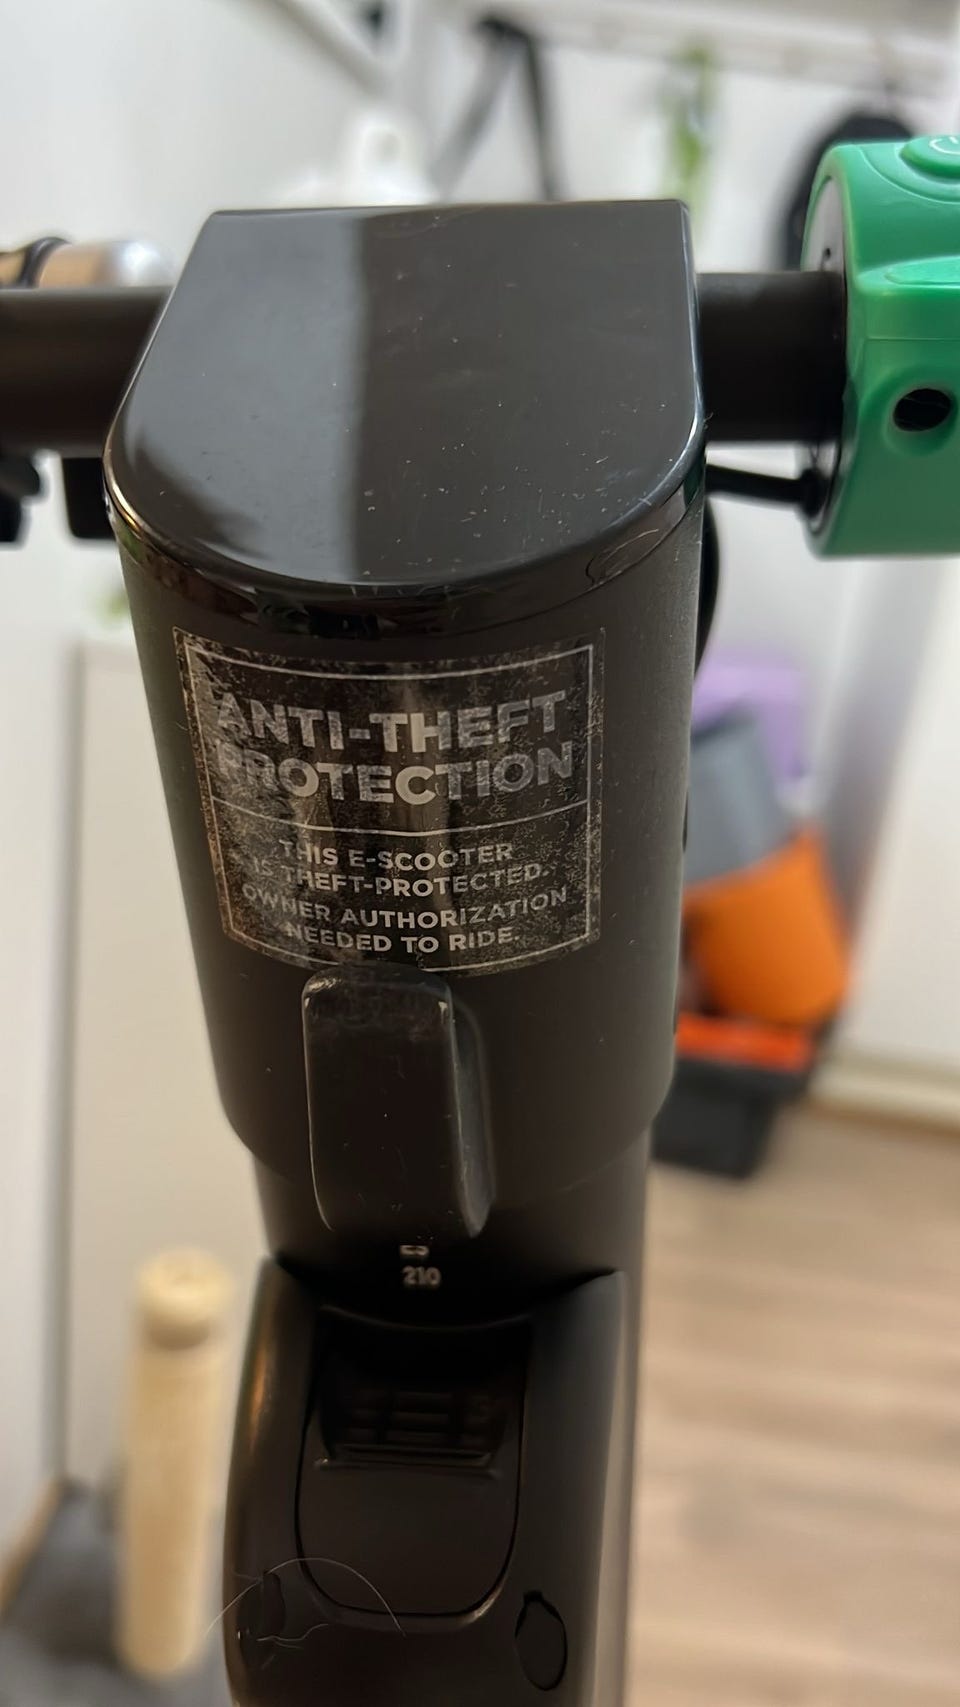 ANTI-THEFT
PROTECTION
THIS E-SCOOTER
IS THEFT-PROTECTED.
OWNER AUTHORIZATION
NEEDED TO RIDE.
210